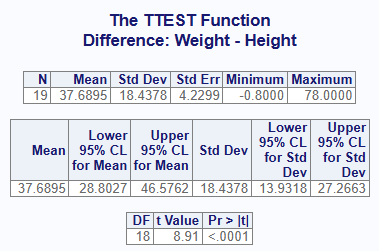 The TTEST Function
Difference: Weight - Height
N Mean Std Dev Std Err Minimum Maximum
19 37.6895 18.4378 4.2299 -0.8000 78.0000
Mean Lower 95% CL for Mean Upper 95% CL for Mean Std Dev Lower 95% CL for Std Dev Upper 95% CL for Std Dev
37.6895 28.8027 46.5762 18.4378 13.9318 27.2663
DF t Value Pr > |t|
18 8.91 <.0001